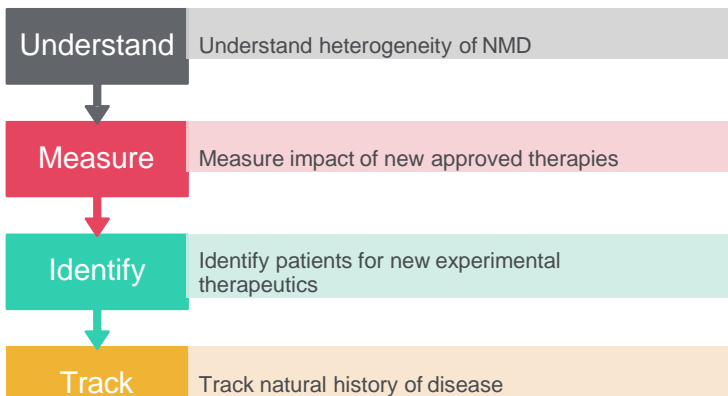 Understand
Understand heterogeneity of NMD
Measure
Measure impact of new approved therapies
Identify
Identify patients for new experimental
therapeutics
Track
Track natural history of disease